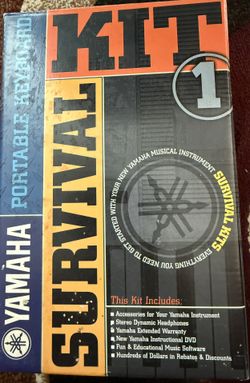 KIT
1
SURVIVAL
YAMAHA
PORTABLE KEYBOARD
SURVIVAL KITS: EVERYTHING YOU NEED TO GET STARTED WITH YOUR NEW YAMAHA MUSICAL INSTRUMENT
This Kit Includes:
Accessories for Your Yamaha Instrument
Stereo Dynamic Headphones
Yamaha Extended Warranty
New Yamaha Instructional DVD
Fun & Educational Music Software
Hundreds of Dollars in Rebates & Discounts